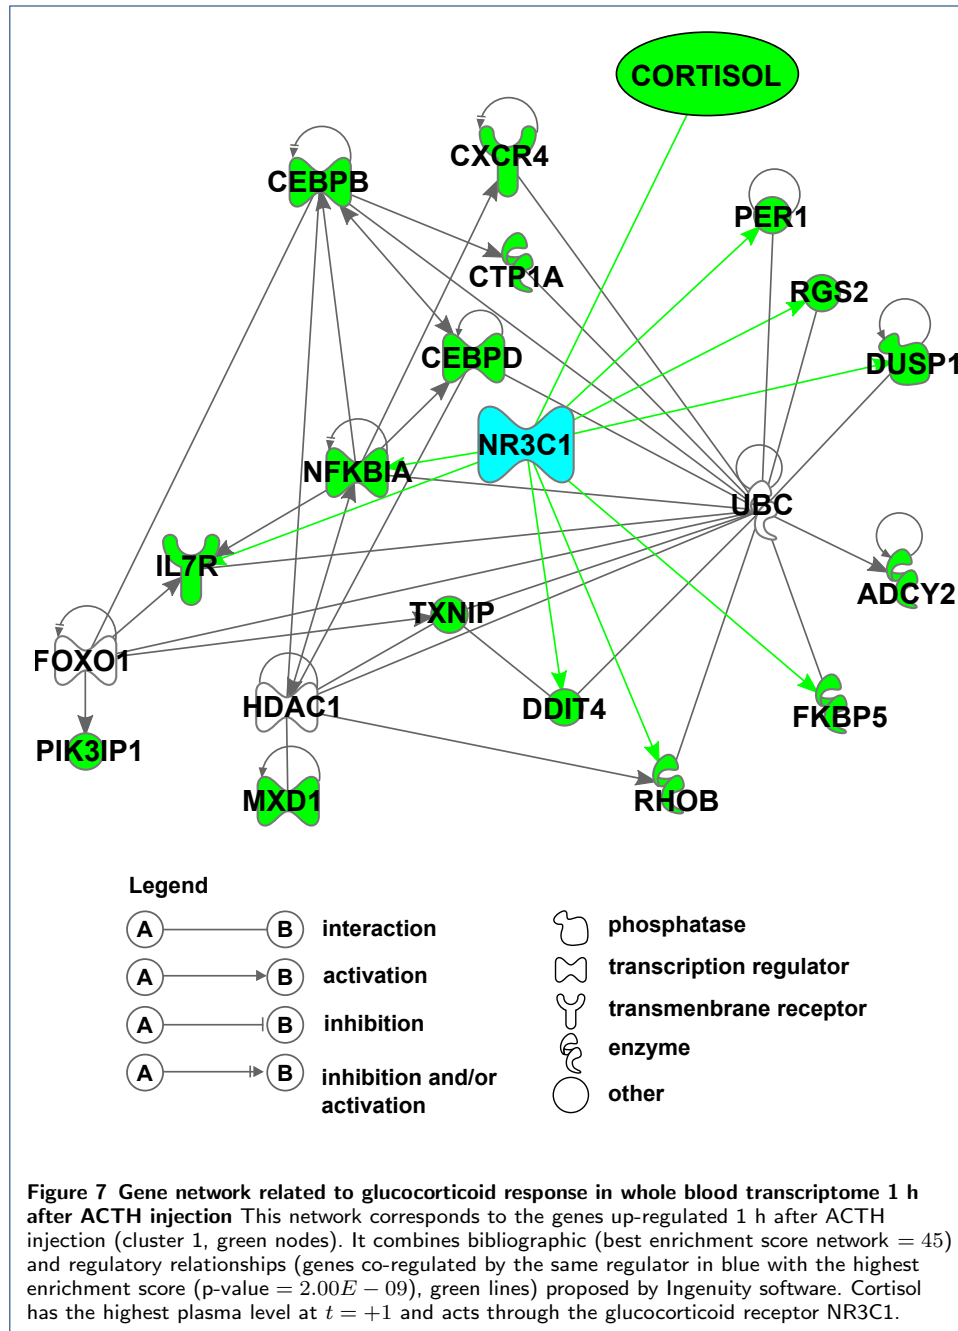 CORTISOL
CXCR4
CEBPB
PER1
CTP1A
RGS2
CEBPD
DUSP1
NR3C1
NFKBIA
UBC
IL7R
ADCY2
TXNIP
FOXO1
HDAC1
DDIT4
FKBP5
PIK3IP1
MXD1
RHOB
Legend
A B interaction
A B activation
A B inhibition
A B inhibition and/or
activation
phosphatase
transcription regulator
transmenbrane receptor
enzyme
other
Figure 7 Gene network related to glucocorticoid response in whole blood transcriptome 1 h
after ACTH injection This network corresponds to the genes up-regulated 1 h after ACTH
injection (cluster 1, green nodes). It combines bibliographic (best enrichment score network = 45)
and regulatory relationships (genes co-regulated by the same regulator in blue with the highest
enrichment score (p-value = 2.00E − 09), green lines) proposed by Ingenuity software. Cortisol
has the highest plasma level at t = +1 and acts through the glucocorticoid receptor NR3C1.